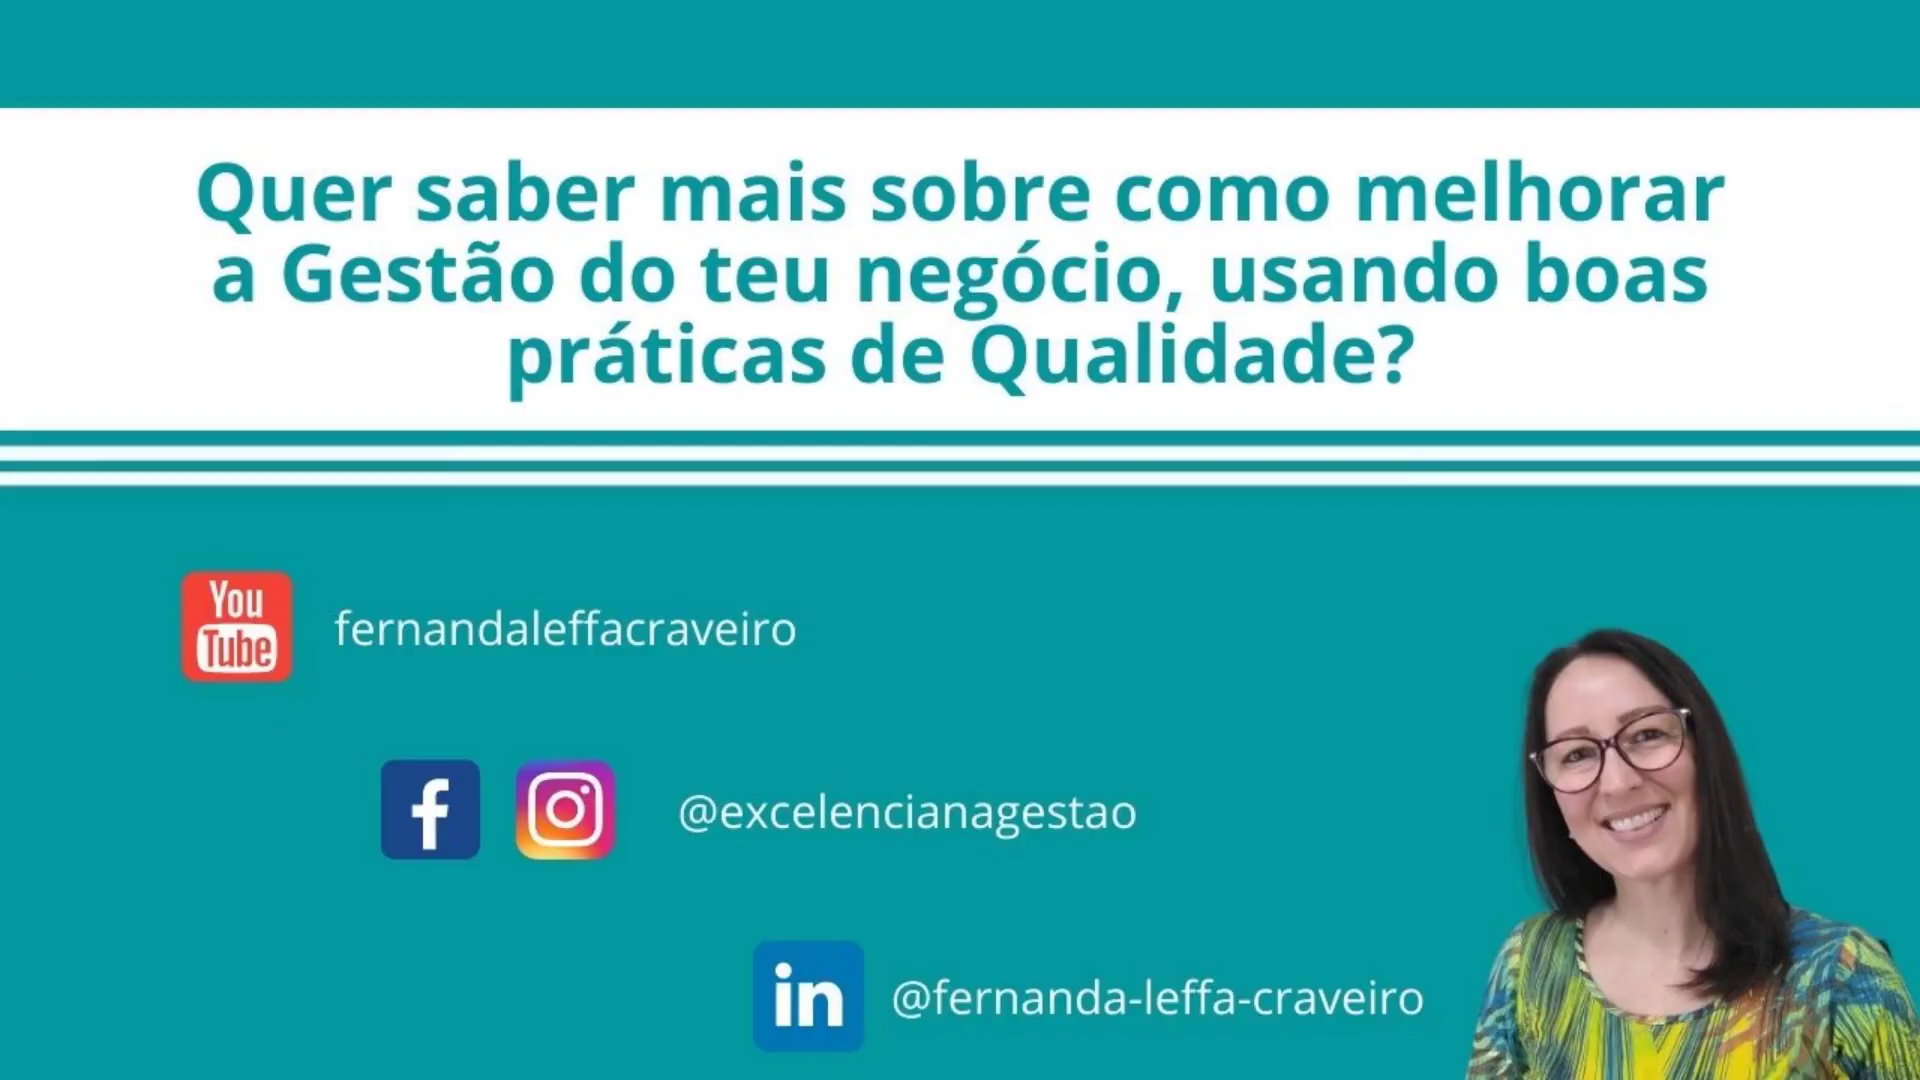 Quer saber mais sobre como melhorar
a Gestão do teu negócio, usando boas
práticas de Qualidade?
You
Tube
fernandaleffacraveiro
f
@excelencianagestao
in
@fernanda-leffa-craveiro